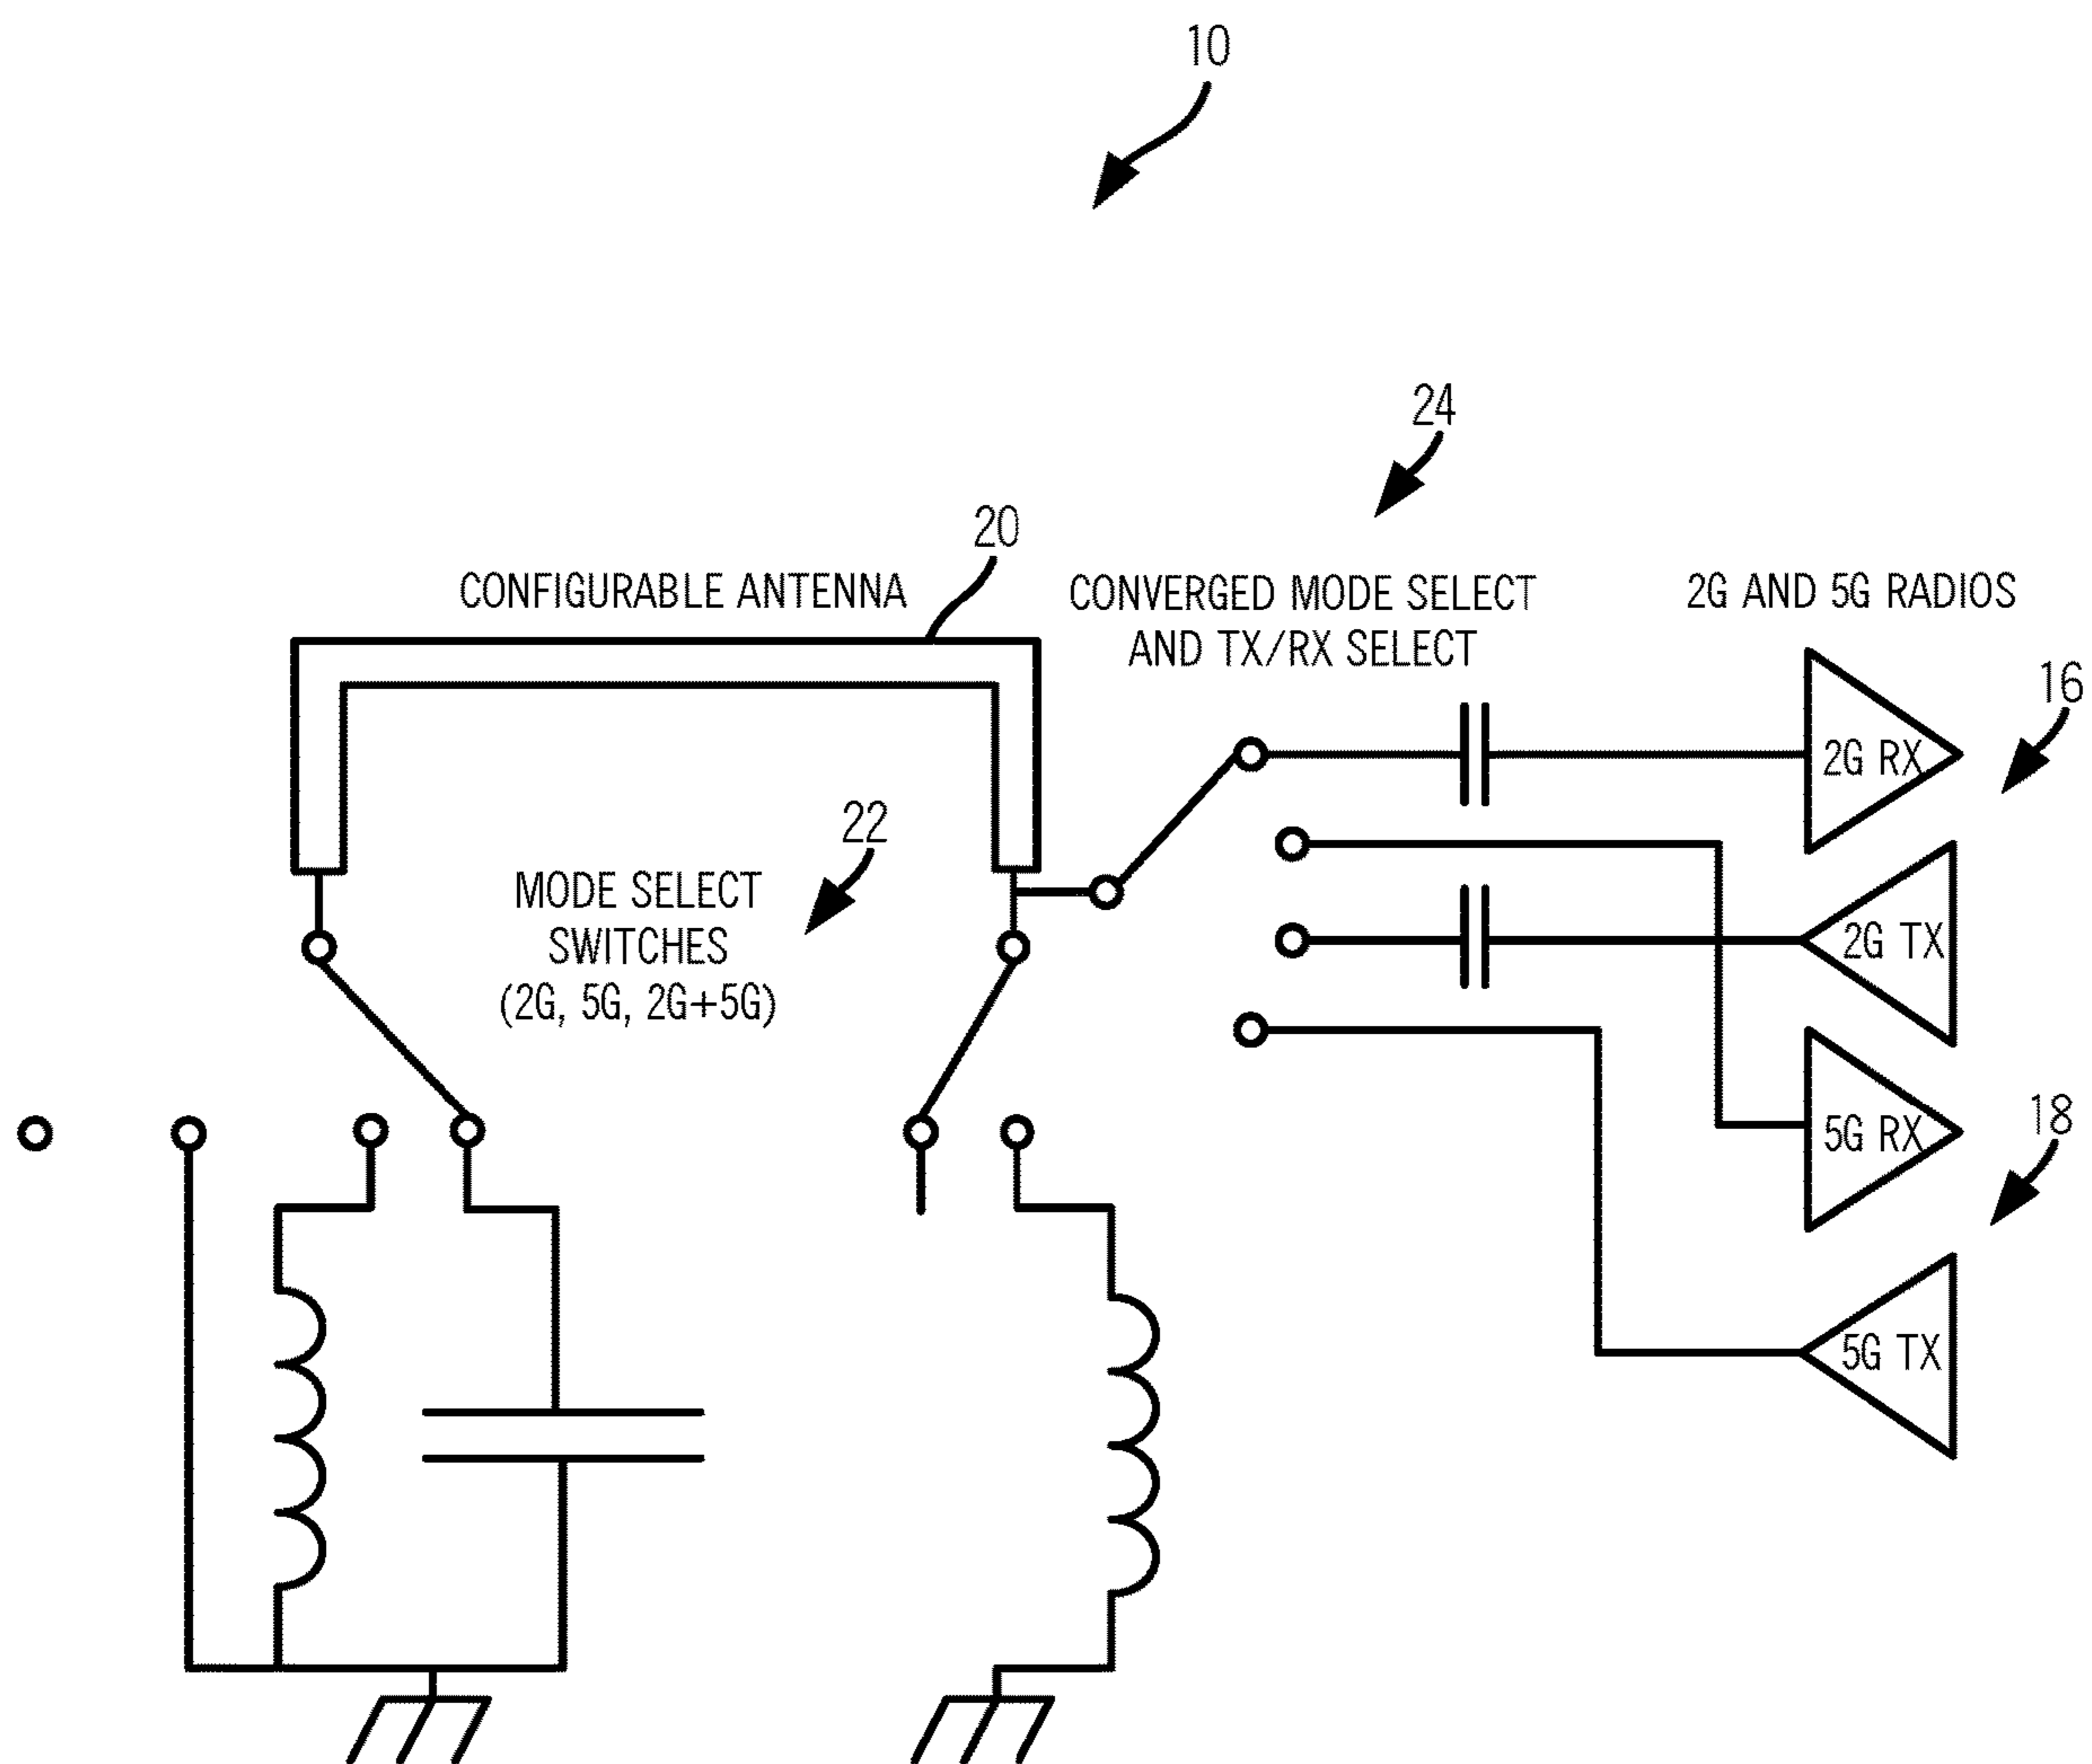 10
24
20
CONFIGURABLE ANTENNA
CONVERGED MODE SELECT
AND TX/RX SELECT
2G AND 5G RADIOS
16
2G RX
22
MODE SELECT
SWITCHES
(2G, 5G, 2G+5G)
2G TX
18
5G RX
5G TX